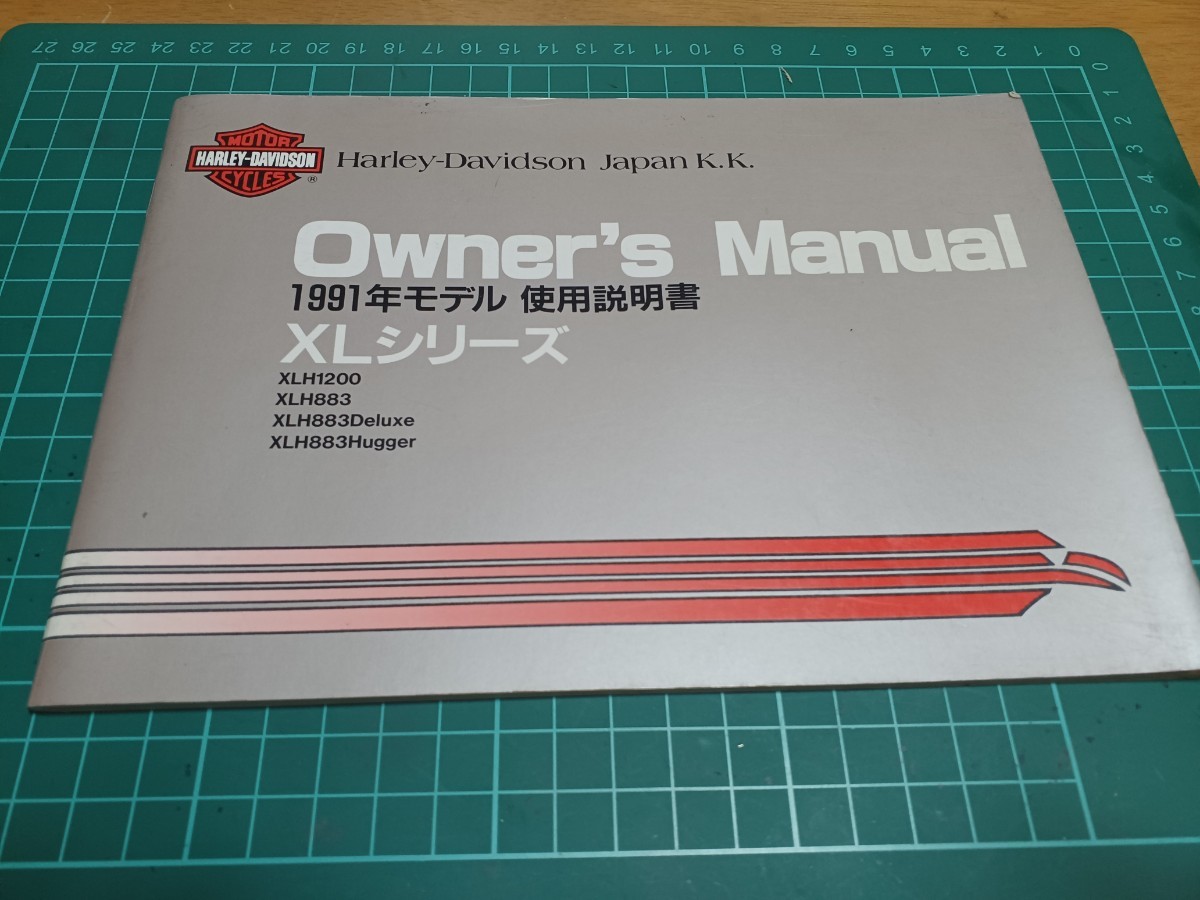 27 26 25 24 23 22 21 20 19 18 17 16 15 14 13 12 11 10 9 8 7 6 5 4 3 2 1 0
0
1
2
3
4
5
6
7
8
MOTOR
HARLEY-DAVIDSON
CYCLES
®
Harley-Davidson Japan K.K.
Owner's Manual
1991年モデル 使用説明書
XLシリーズ
XLH1200
XLH883
XLH883Deluxe
XLH883Hugger